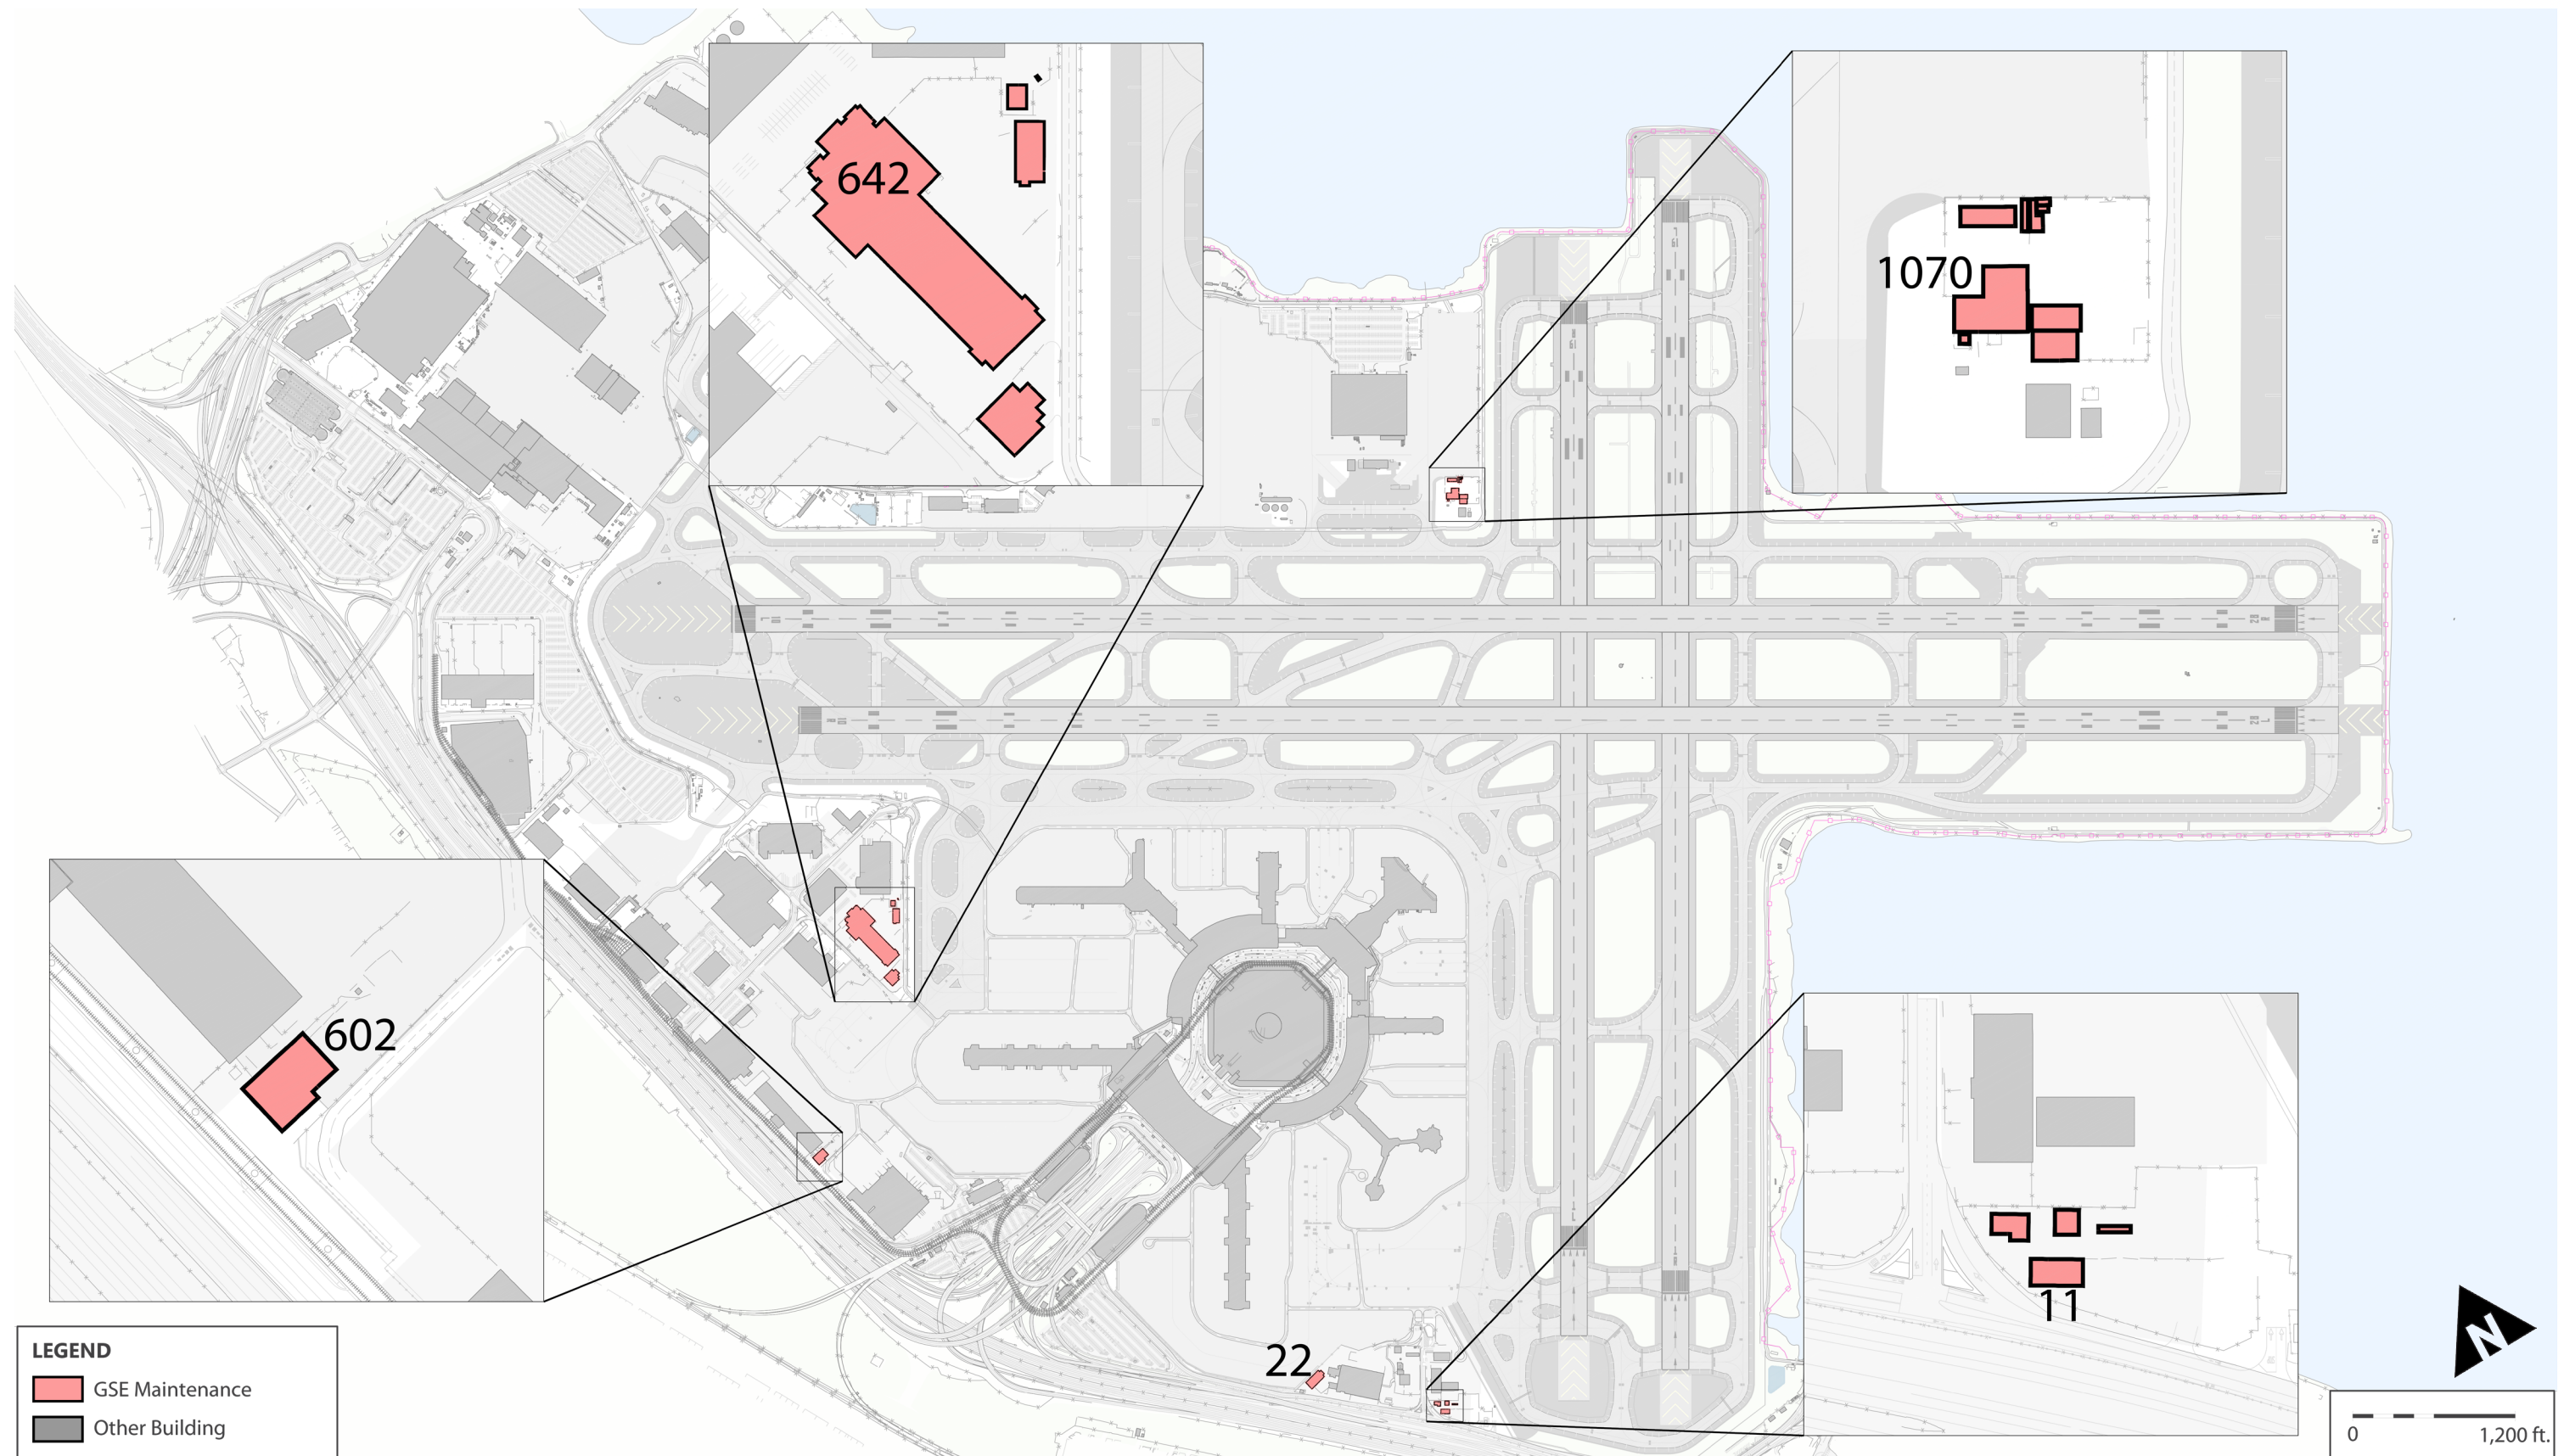 642
1070
602
22
11
LEGEND
GSE Maintenance
Other Building
N
0 1,200 ft.